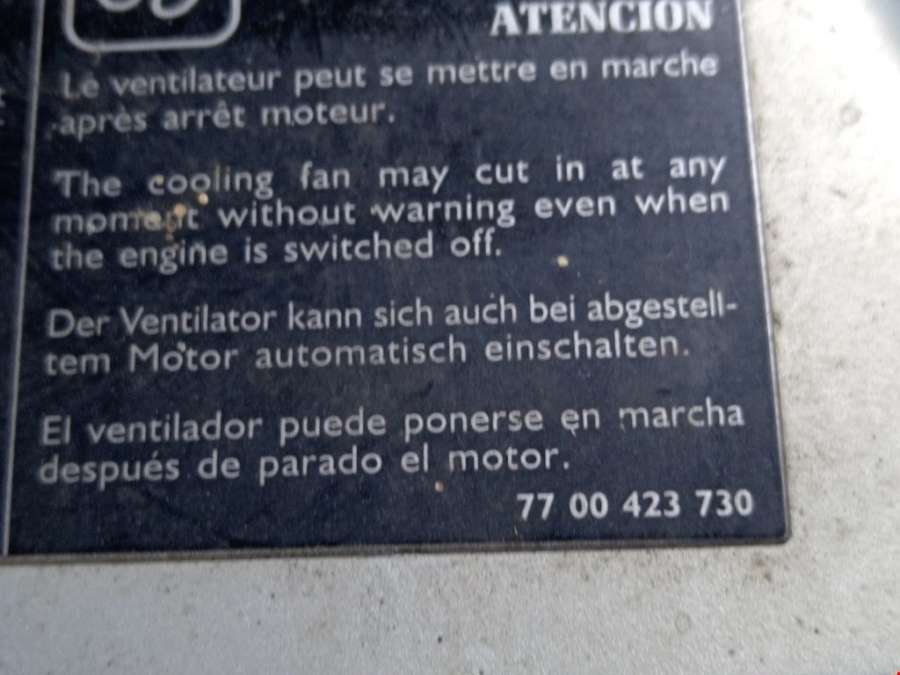 ATENCION
Le ventilateur peut se mettre en marche
après arrêt moteur.
The cooling fan may cut in at any
moment without warning even when
the engine is switched off.
Der Ventilator kann sich auch bei abgestell-
tem Motor automatisch einschalten.
El ventilador puede ponerse en marcha
después de parado el motor.
77 00 423 730